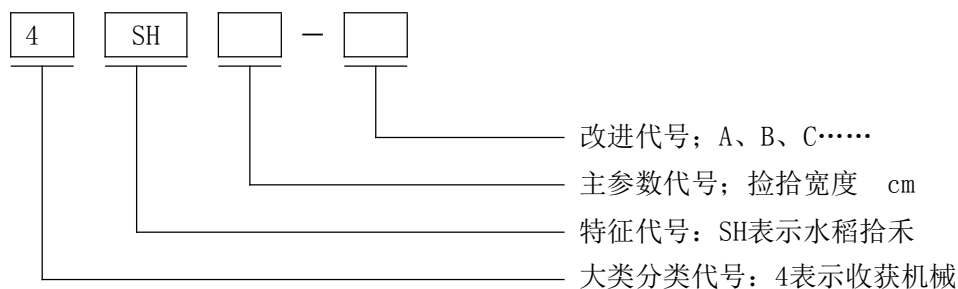 4 SH －
改进代号；A、B、C……
主参数代号；捡拾宽度 cm
特征代号：SH表示水稻拾禾
大类分类代号：4表示收获机械